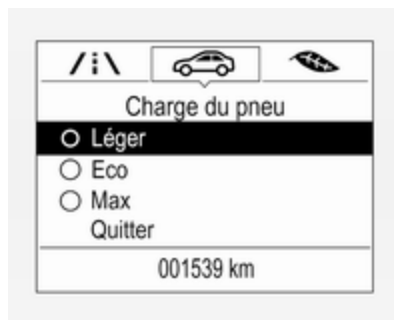 Charge du pneu
Léger
Eco
Max
Quitter
001539 km